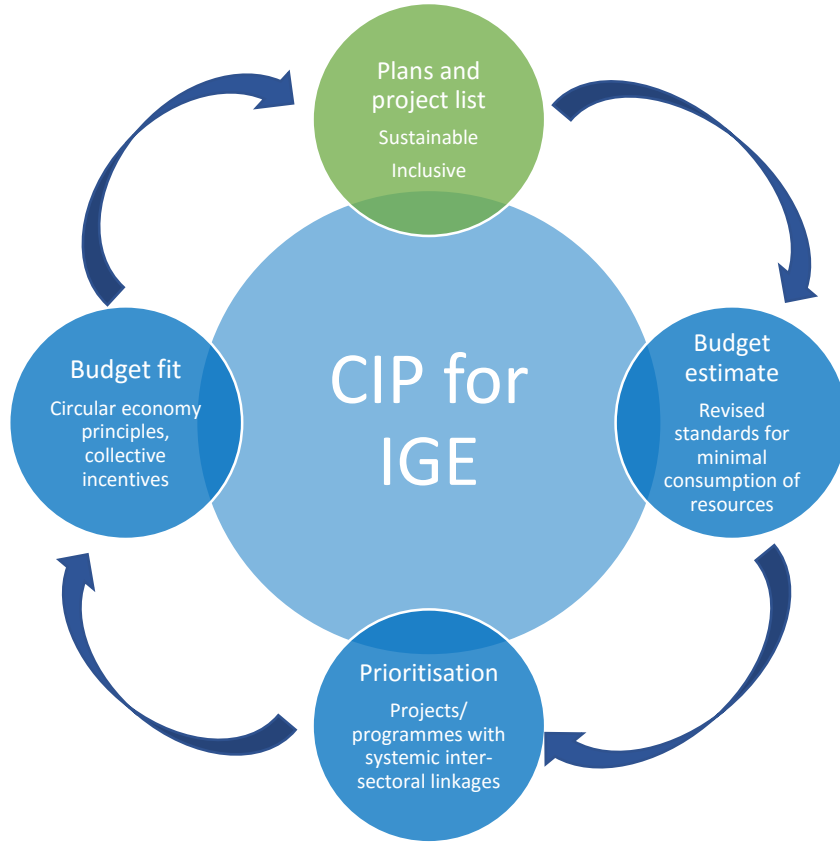 Plans and
project list
Sustainable
Inclusive
Budget
estimate
Revised
standards for
minimal
consumption of
resources
Prioritisation
Projects/
programmes with
systemic inter-
sectoral linkages
Budget fit
Circular economy
principles,
collective
incentives
CIP for
IGE